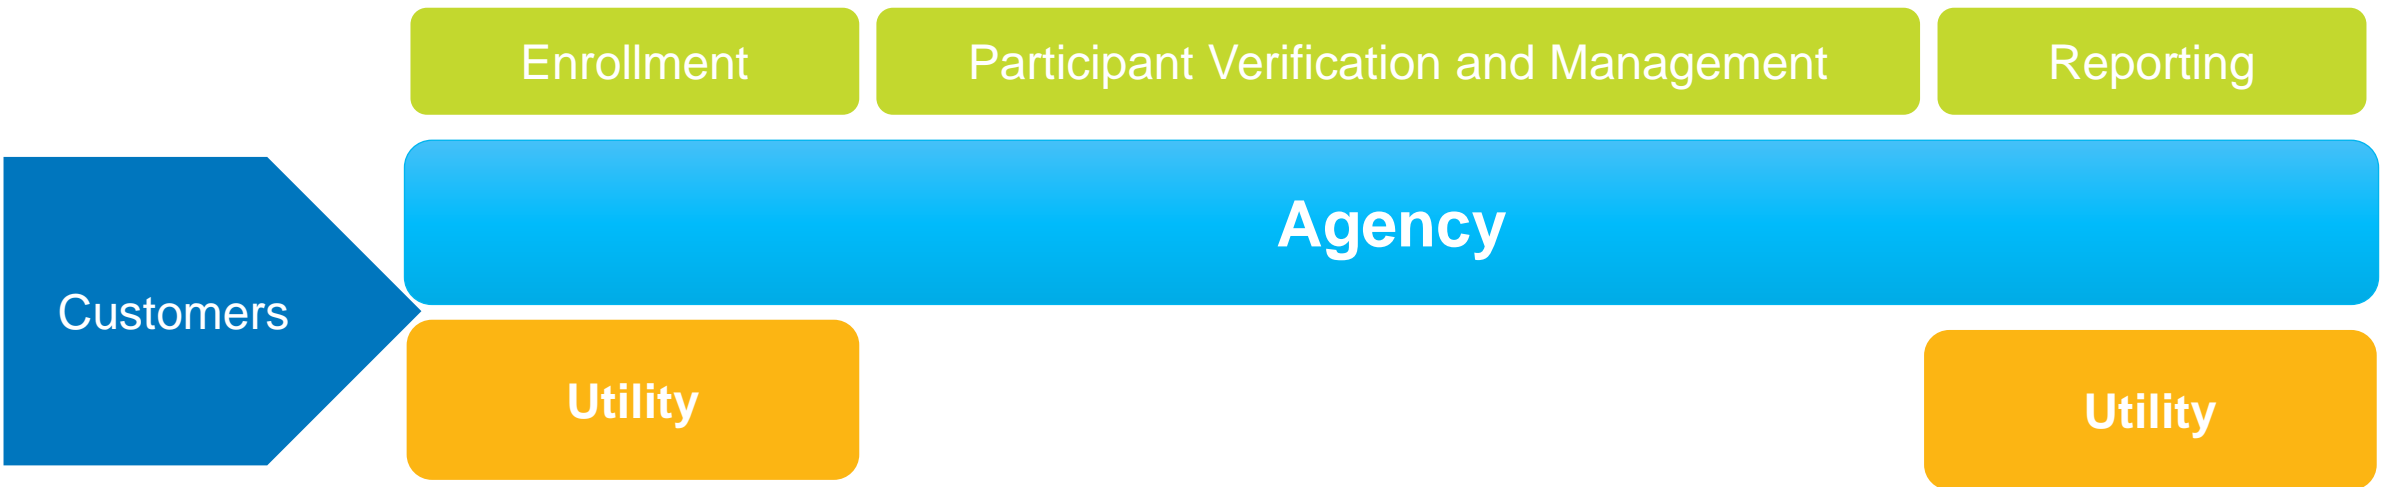 Enrollment
Participant Verification and Management
Reporting
Agency
Customers
Utility
Utility